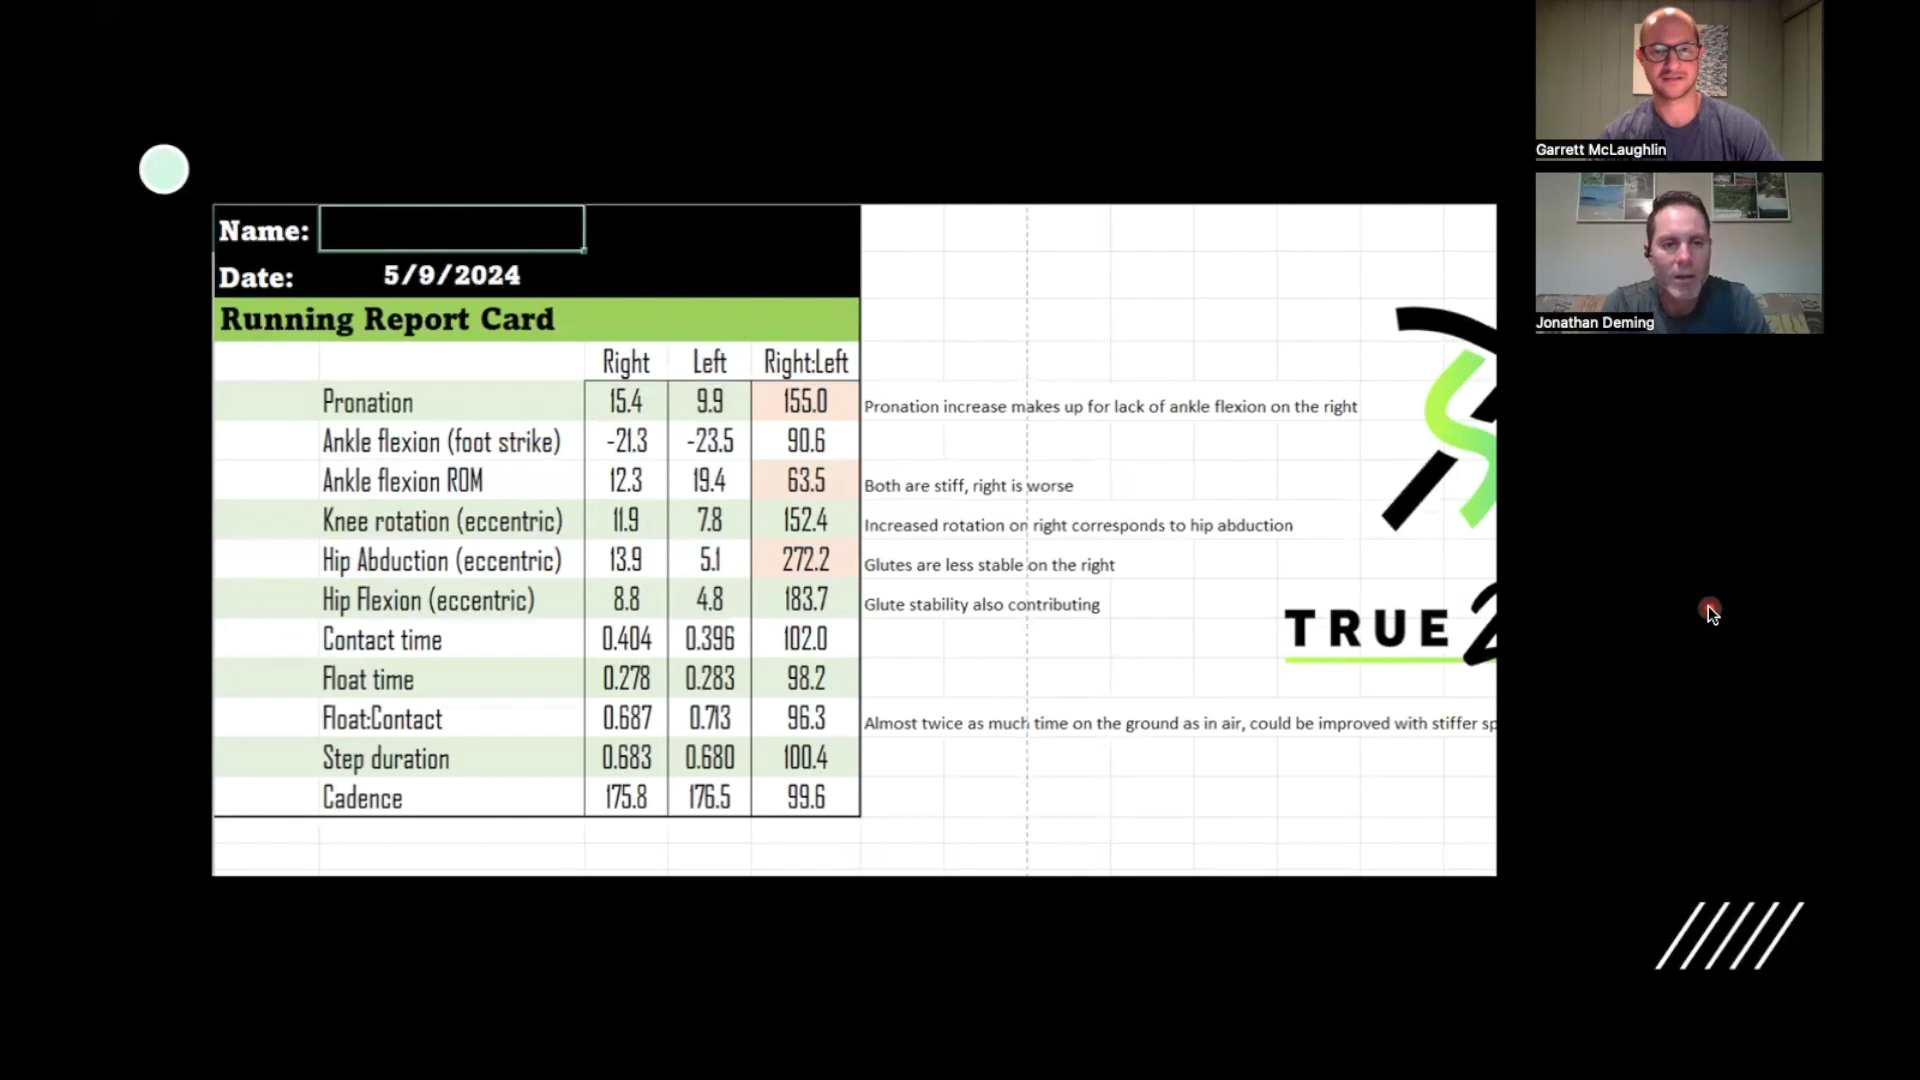 Garrett McLaughlin
Jonathan Deming
Name:
Date: 5/9/2024
Running Report Card
Right Left Right:Left
Pronation 15.4 9.9 155.0 Pronation increase makes up for lack of ankle flexion on the right
Ankle flexion (foot strike) -21.3 -23.5 90.6
Ankle flexion ROM 12.3 19.4 63.5 Both are stiff, right is worse
Knee rotation (eccentric) 11.9 7.8 152.4 Increased rotation on right corresponds to hip abduction
Hip Abduction (eccentric) 13.9 5.1 272.2 Glutes are less stable on the right
Hip Flexion (eccentric) 8.8 4.8 183.7 Glute stability also contributing
TRUE 2
Contact time 0.404 0.396 102.0
Float time 0.278 0.283 98.2
Float:Contact 0.687 0.713 96.3 Almost twice as much time on the ground as in air, could be improved with stiffer sp
Step duration 0.683 0.680 100.4
Cadence 175.8 176.5 99.6